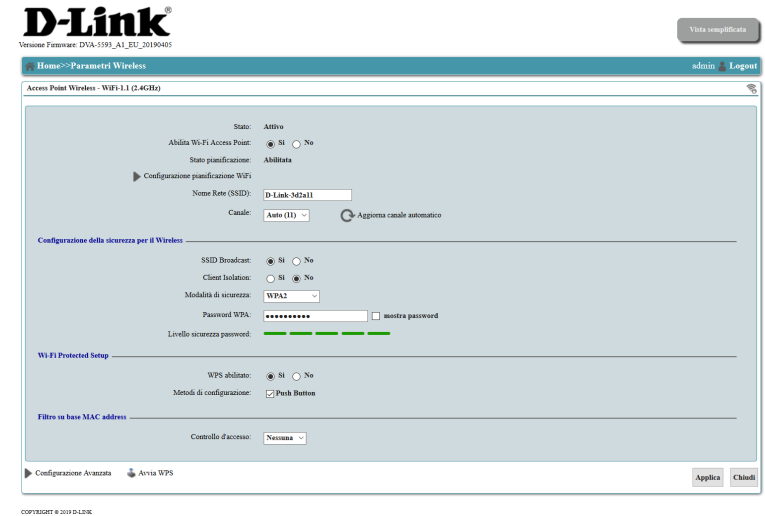 D-Link®
Versione Firmware: DVA-5593_A1_EU_20190405
Vista semplificata
Home>>Parametri Wireless
admin Logout
Access Point Wireless - WiFi-1.1 (2.4GHz)
Stato: Attivo
Abilita Wi-Fi Access Point: Sì No
Stato pianificazione: Abilitata
Configurazione pianificazione WiFi
Nome Rete (SSID): D-Link-3d2a11
Canale: Auto (11) Aggiorna canale automatico
Configurazione della sicurezza per il Wireless
SSID Broadcast: Sì No
Client Isolation: Sì No
Modalità di sicurezza: WPA2
Password WPA: ●●●●●●●●●● mostra password
Livello sicurezza password:
Wi-Fi Protected Setup
WPS abilitato: Sì No
Metodi di configurazione: Push Button
Filtro su base MAC address
Controllo d'accesso: Nessuna
Configurazione Avanzata Avvia WPS
Applica Chiudi
COPYRIGHT © 2019 D-LINK